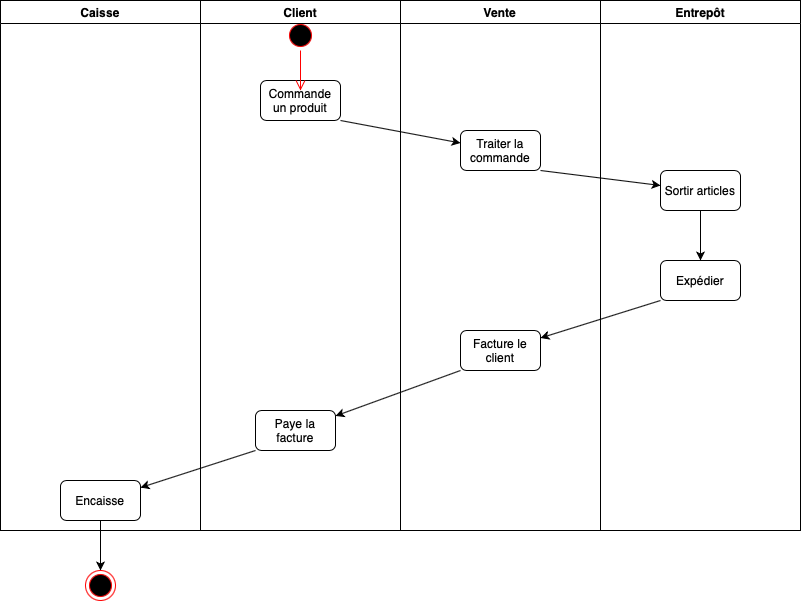 Caisse
Client
Vente
Entrepôt
Commande
un produit
Traiter la
commande
Sortir articles
Expédier
Facture le
client
Paye la
facture
Encaisse